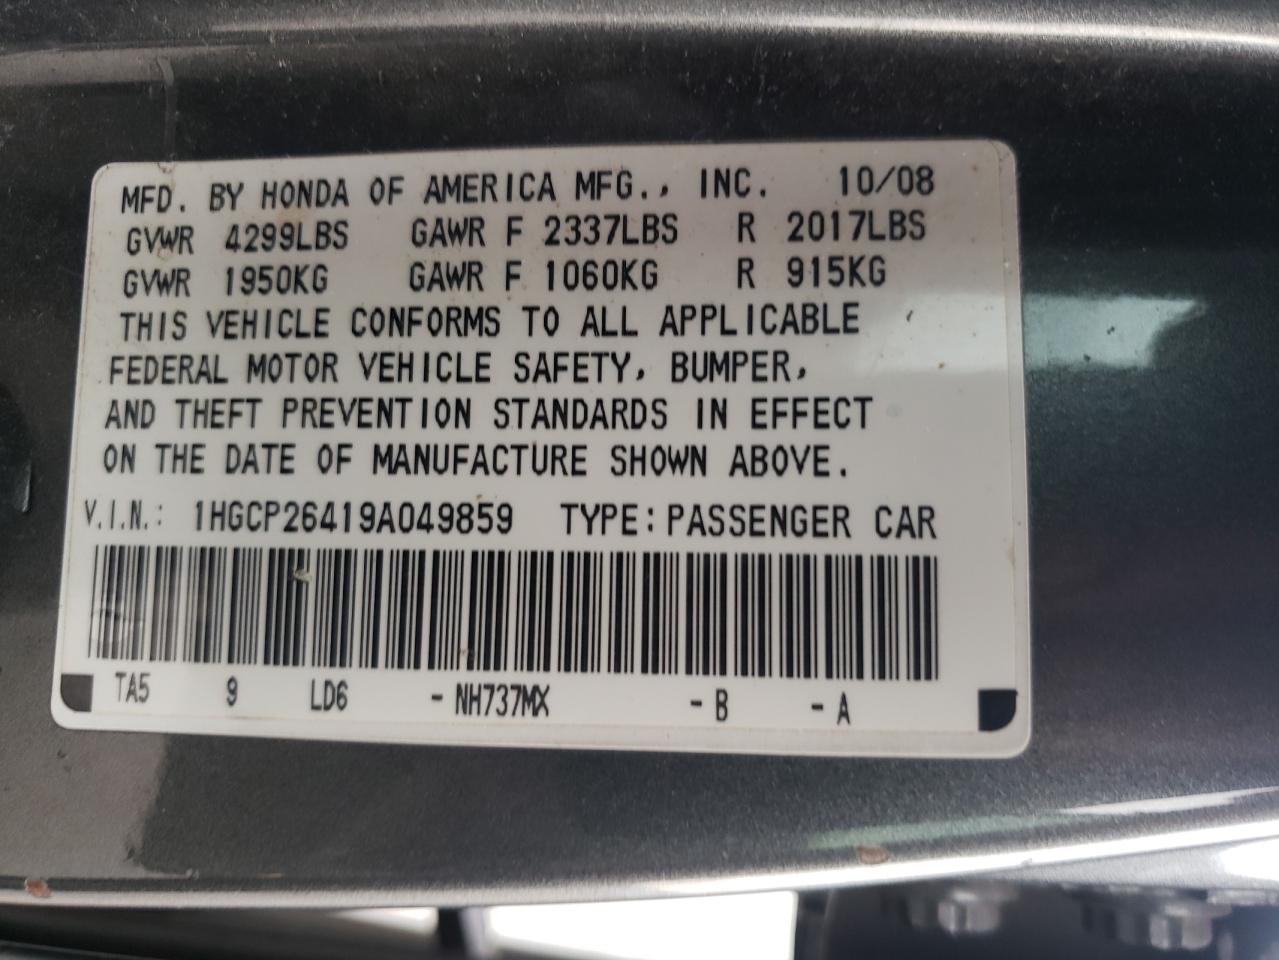 MFD. BY HONDA OF AMERICA MFG., INC. 10/08
GVWR 4299LBS GAWR F 2337LBS R 2017LBS
GVWR 1950KG GAWR F 1060KG R 915KG
THIS VEHICLE CONFORMS TO ALL APPLICABLE
FEDERAL MOTOR VEHICLE SAFETY, BUMPER,
AND THEFT PREVENTION STANDARDS IN EFFECT
ON THE DATE OF MANUFACTURE SHOWN ABOVE.
V.I.N.: 1HGCP26419A049859 TYPE: PASSENGER CAR
TA5 9 LD6 - NH737MX - B - A